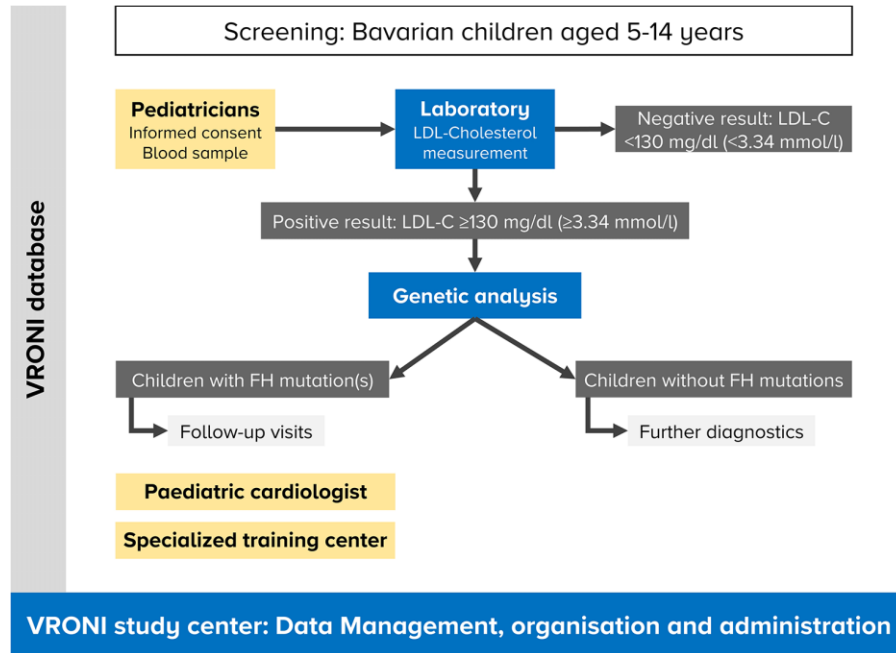 Screening: Bavarian children aged 5-14 years
Pediatricians
Informed consent
Blood sample
Laboratory
LDL-Cholesterol
measurement
Negative result: LDL-C
<130 mg/dl (<3.34 mmol/l)
Positive result: LDL-C ≥130 mg/dl (≥3.34 mmol/l)
Genetic analysis
Children with FH mutation(s)
Children without FH mutations
Follow-up visits
Further diagnostics
Paediatric cardiologist
Specialized training center
VRONI database
VRONI study center: Data Management, organisation and administration